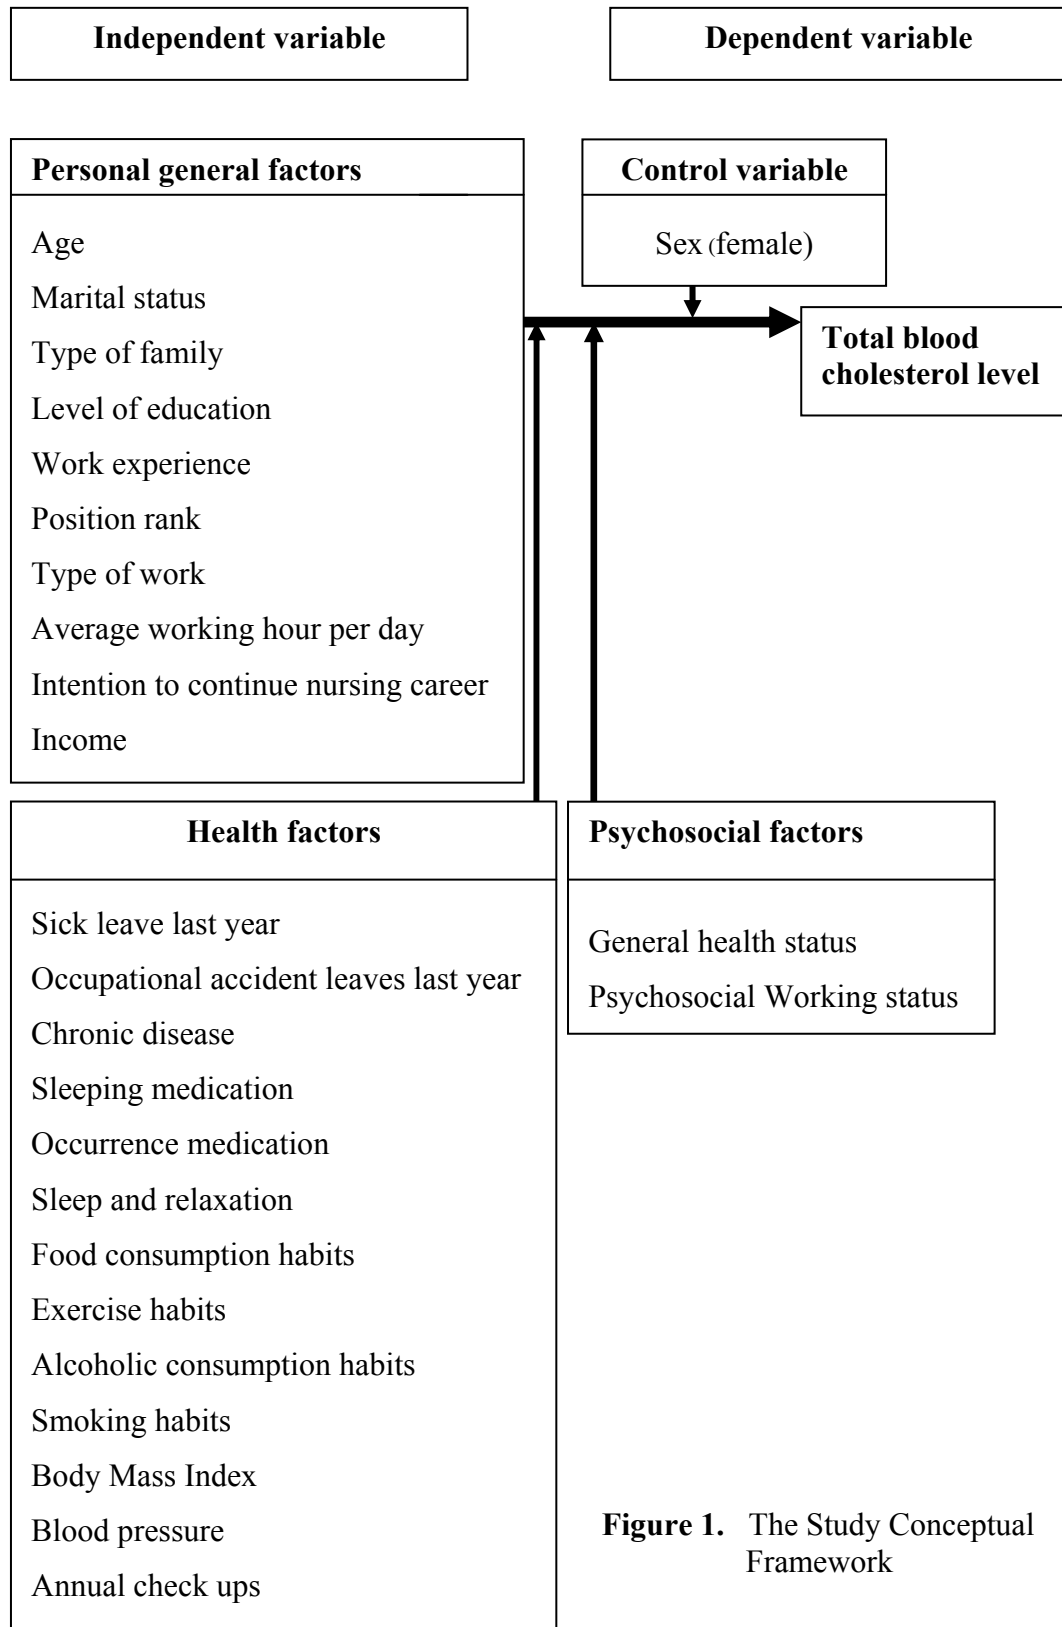 Independent variable
Dependent variable
Personal general factors
Age
Marital status
Type of family
Level of education
Work experience
Position rank
Type of work
Average working hour per day
Intention to continue nursing career
Income
Control variable
Sex (female)
Total blood
cholesterol level
Health factors
Sick leave last year
Occupational accident leaves last year
Chronic disease
Sleeping medication
Occurrence medication
Sleep and relaxation
Food consumption habits
Exercise habits
Alcoholic consumption habits
Smoking habits
Body Mass Index
Blood pressure
Annual check ups
Psychosocial factors
General health status
Psychosocial Working status
Figure 1. The Study Conceptual
Framework